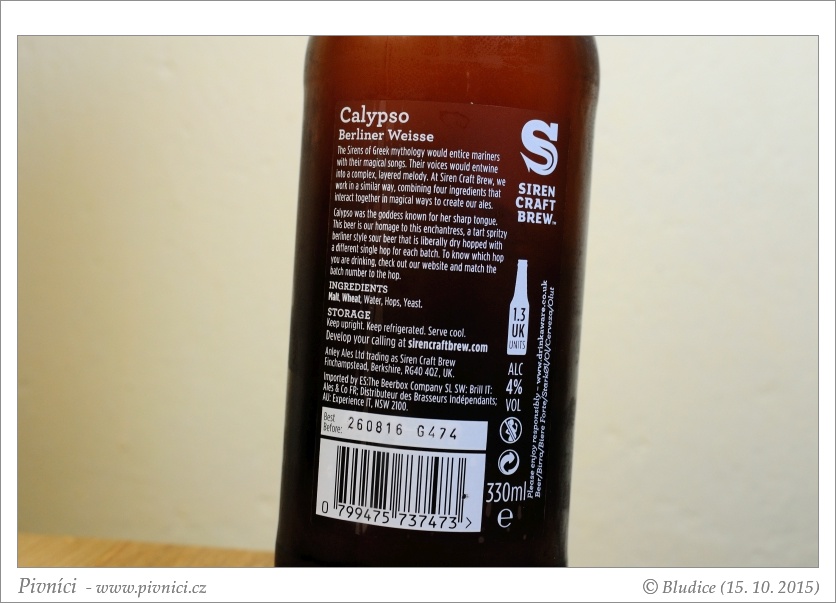 Calypso
Berliner Weisse
The Sirens of Greek mythology would entice mariners
with their magical songs. Their voices would entwine
into a complex, layered melody. At Siren Craft Brew, we
work in a similar way, combining four ingredients that
interact together in magical ways to create our ales.
Calypso was the goddess known for her sharp tongue.
This beer is our homage to this enchantress, a tart spritzy
berliner style sour beer that is liberally dry hopped with
a different single hop for each batch. To know which hop
you are drinking, check out our website and match the
batch number to the hop.
INGREDIENTS
Malt, Wheat, Water, Hops, Yeast.
STORAGE
Keep upright. Keep refrigerated. Serve cool.
Develop your calling at sirencraftbrew.com
Anley Ales Ltd trading as Siren Craft Brew
Finchampstead, Berkshire, RG40 4QZ, UK.
Imported by ES:The Beerbox Company SL SW: Brill IT:
Ales & Co FR; Distributeur des Brasseurs Indépendants;
AU: Experience IT, NSW 2100.
Best
Before:
260816 G474
0 799475 737473 >
S
SIREN
CRAFT
BREW™
1.3
UK
UNITS
ALC
4%
VOL
330ml
e
Please enjoy responsibly - www.drinkaware.co.uk
Beer/Birra/Biere Forte/StarkØl/Öl/Cerveza/Olut
Pivníci - www.pivnici.cz
© Bludice (15. 10. 2015)